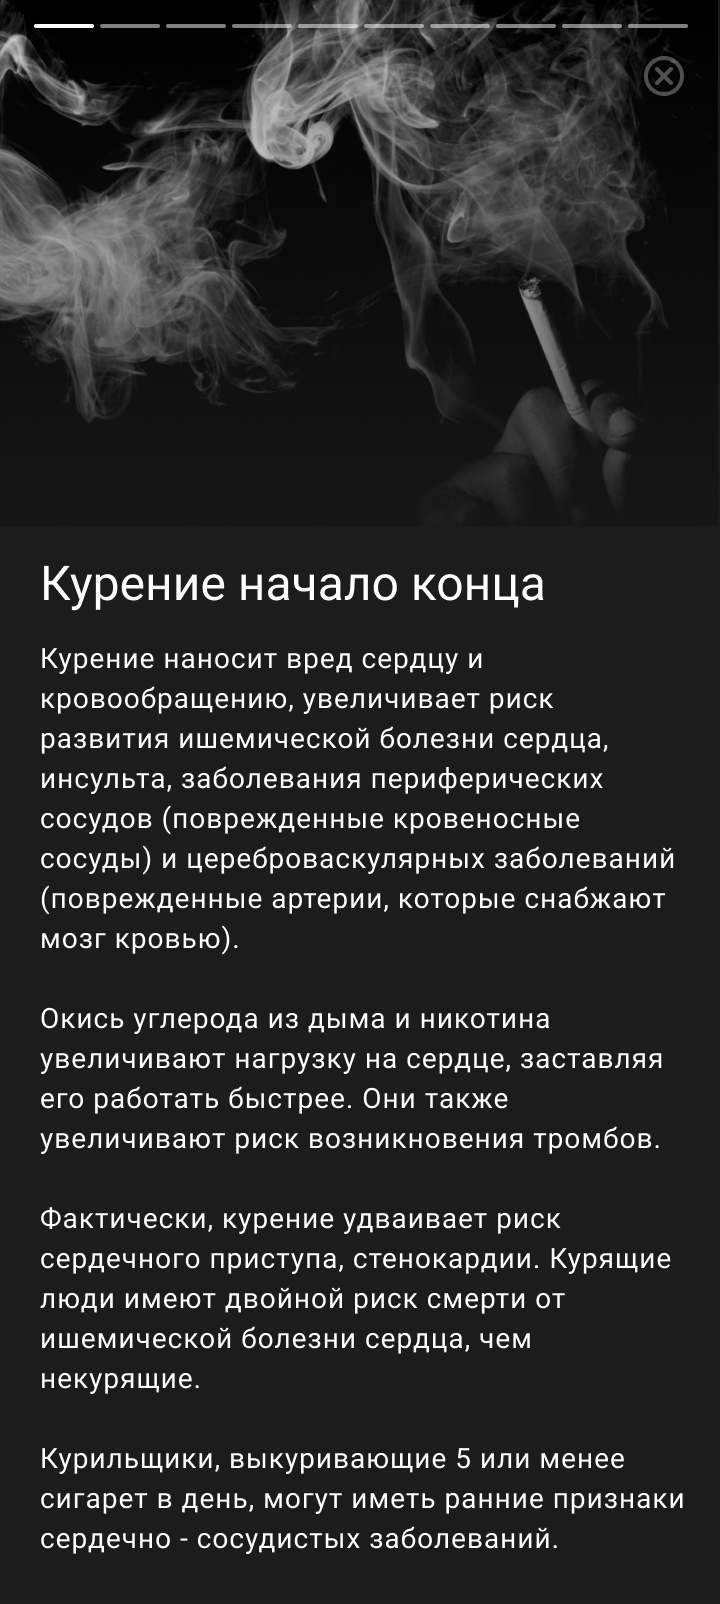 Курение начало конца
Курение наносит вред сердцу и
кровообращению, увеличивает риск
развития ишемической болезни сердца,
инсульта, заболевания периферических
сосудов (поврежденные кровеносные
сосуды) и цереброваскулярных заболеваний
(поврежденные артерии, которые снабжают
мозг кровью).
Окись углерода из дыма и никотина
увеличивают нагрузку на сердце, заставляя
его работать быстрее. Они также
увеличивают риск возникновения тромбов.
Фактически, курение удваивает риск
сердечного приступа, стенокардии. Курящие
люди имеют двойной риск смерти от
ишемической болезни сердца, чем
некурящие.
Курильщики, выкуривающие 5 или менее
сигарет в день, могут иметь ранние признаки
сердечно - сосудистых заболеваний.